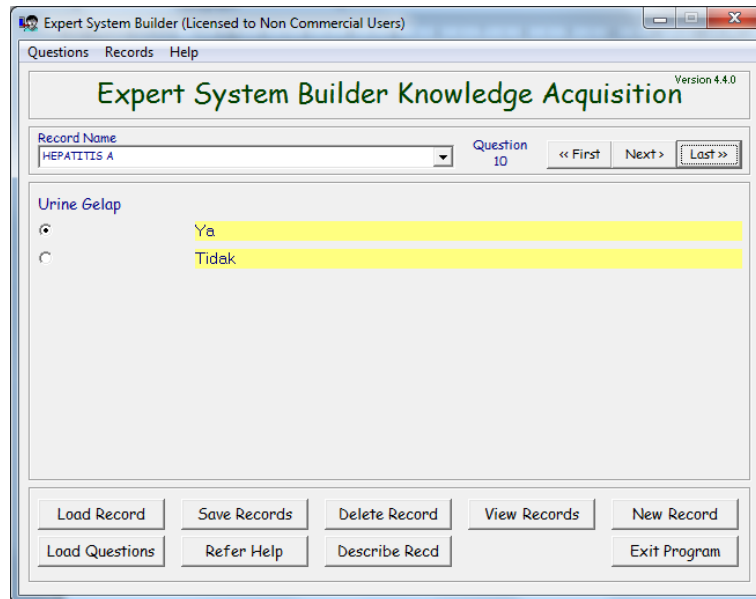 Expert System Builder (Licensed to Non Commercial Users)
Questions Records Help
Version 4.4.0
Expert System Builder Knowledge Acquisition
Record Name
HEPATITIS A
Question
10
<< First Next > Last >>
Urine Gelap
Ya
Tidak
Load Record Save Records Delete Record View Records New Record
Load Questions Refer Help Describe Recd Exit Program